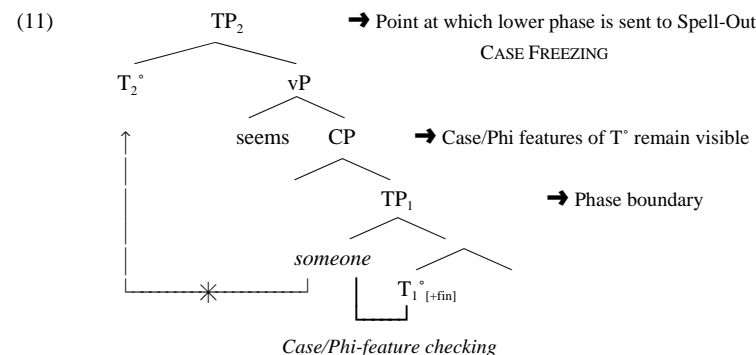 (11) TP₂ ➔ Point at which lower phase is sent to Spell-Out
CASE FREEZING
T₂° vP
seems CP ➔ Case/Phi features of T° remain visible
TP₁ ➔ Phase boundary
someone
T₁°[+fin]
Case/Phi-feature checking